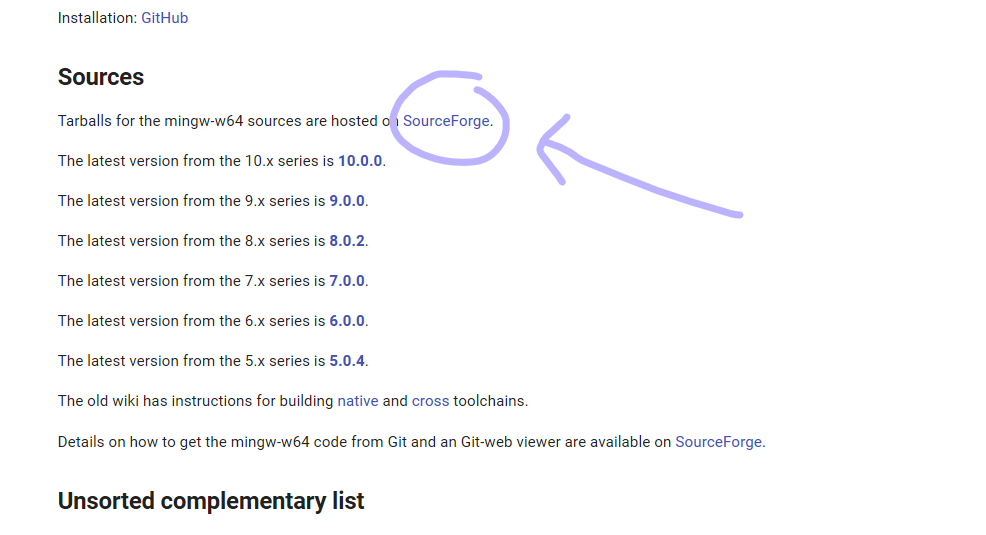 Installation: GitHub
Sources
Tarballs for the mingw-w64 sources are hosted on SourceForge.
The latest version from the 10.x series is 10.0.0.
The latest version from the 9.x series is 9.0.0.
The latest version from the 8.x series is 8.0.2.
The latest version from the 7.x series is 7.0.0.
The latest version from the 6.x series is 6.0.0.
The latest version from the 5.x series is 5.0.4.
The old wiki has instructions for building native and cross toolchains.
Details on how to get the mingw-w64 code from Git and an Git-web viewer are available on SourceForge.
Unsorted complementary list